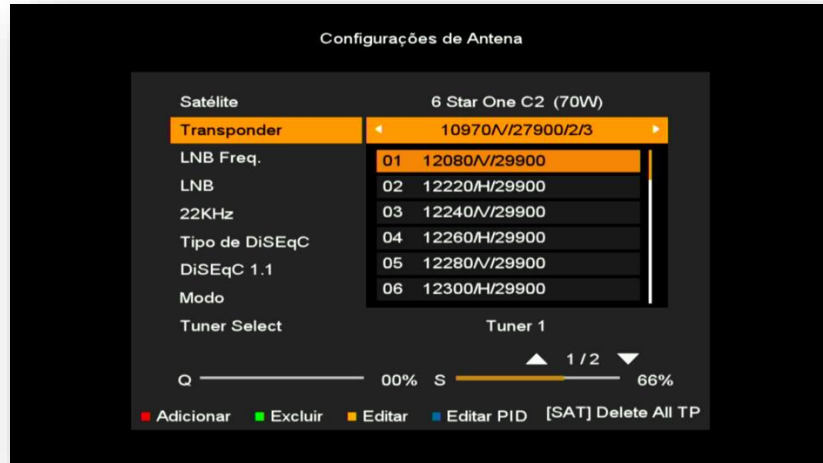 Configurações de Antena
Satélite 6 Star One C2 (70W)
Transponder 10970/V/27900/2/3
LNB Freq.
01 12080/V/29900
LNB
02 12220/H/29900
22KHz
03 12240/V/29900
Tipo de DiSEqC
04 12260/H/29900
DiSEqC 1.1
05 12280/V/29900
Modo
06 12300/H/29900
Tuner Select Tuner 1
1/2
Q 00% S 66%
Adicionar Excluir Editar Editar PID [SAT] Delete All TP